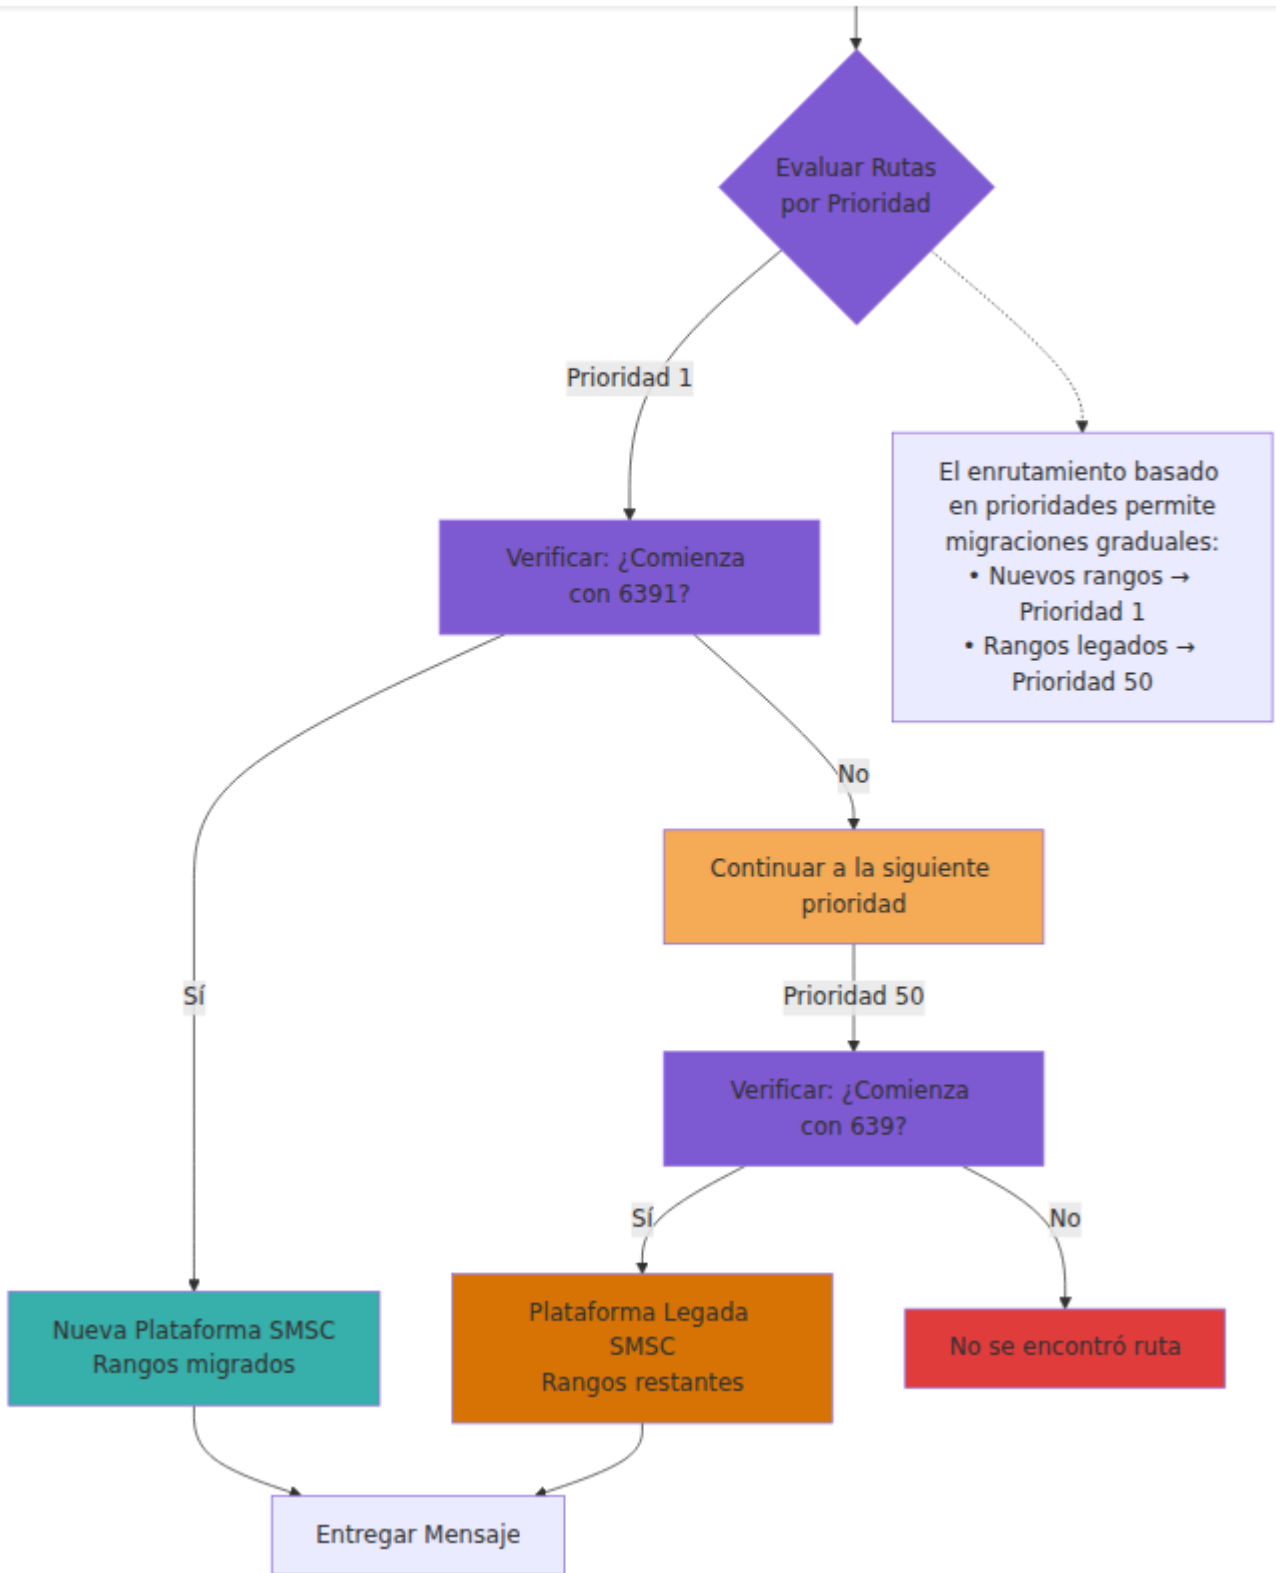 Evaluar Rutas
por Prioridad
Prioridad 1
El enrutamiento basado
en prioridades permite
migraciones graduales:
• Nuevos rangos →
Prioridad 1
• Rangos legados →
Prioridad 50
Verificar: ¿Comienza
con 6391?
No
Continuar a la siguiente
prioridad
Sí
Prioridad 50
Verificar: ¿Comienza
con 639?
Sí
No
Nueva Plataforma SMSC
Rangos migrados
Plataforma Legada
SMSC
Rangos restantes
No se encontró ruta
Entregar Mensaje